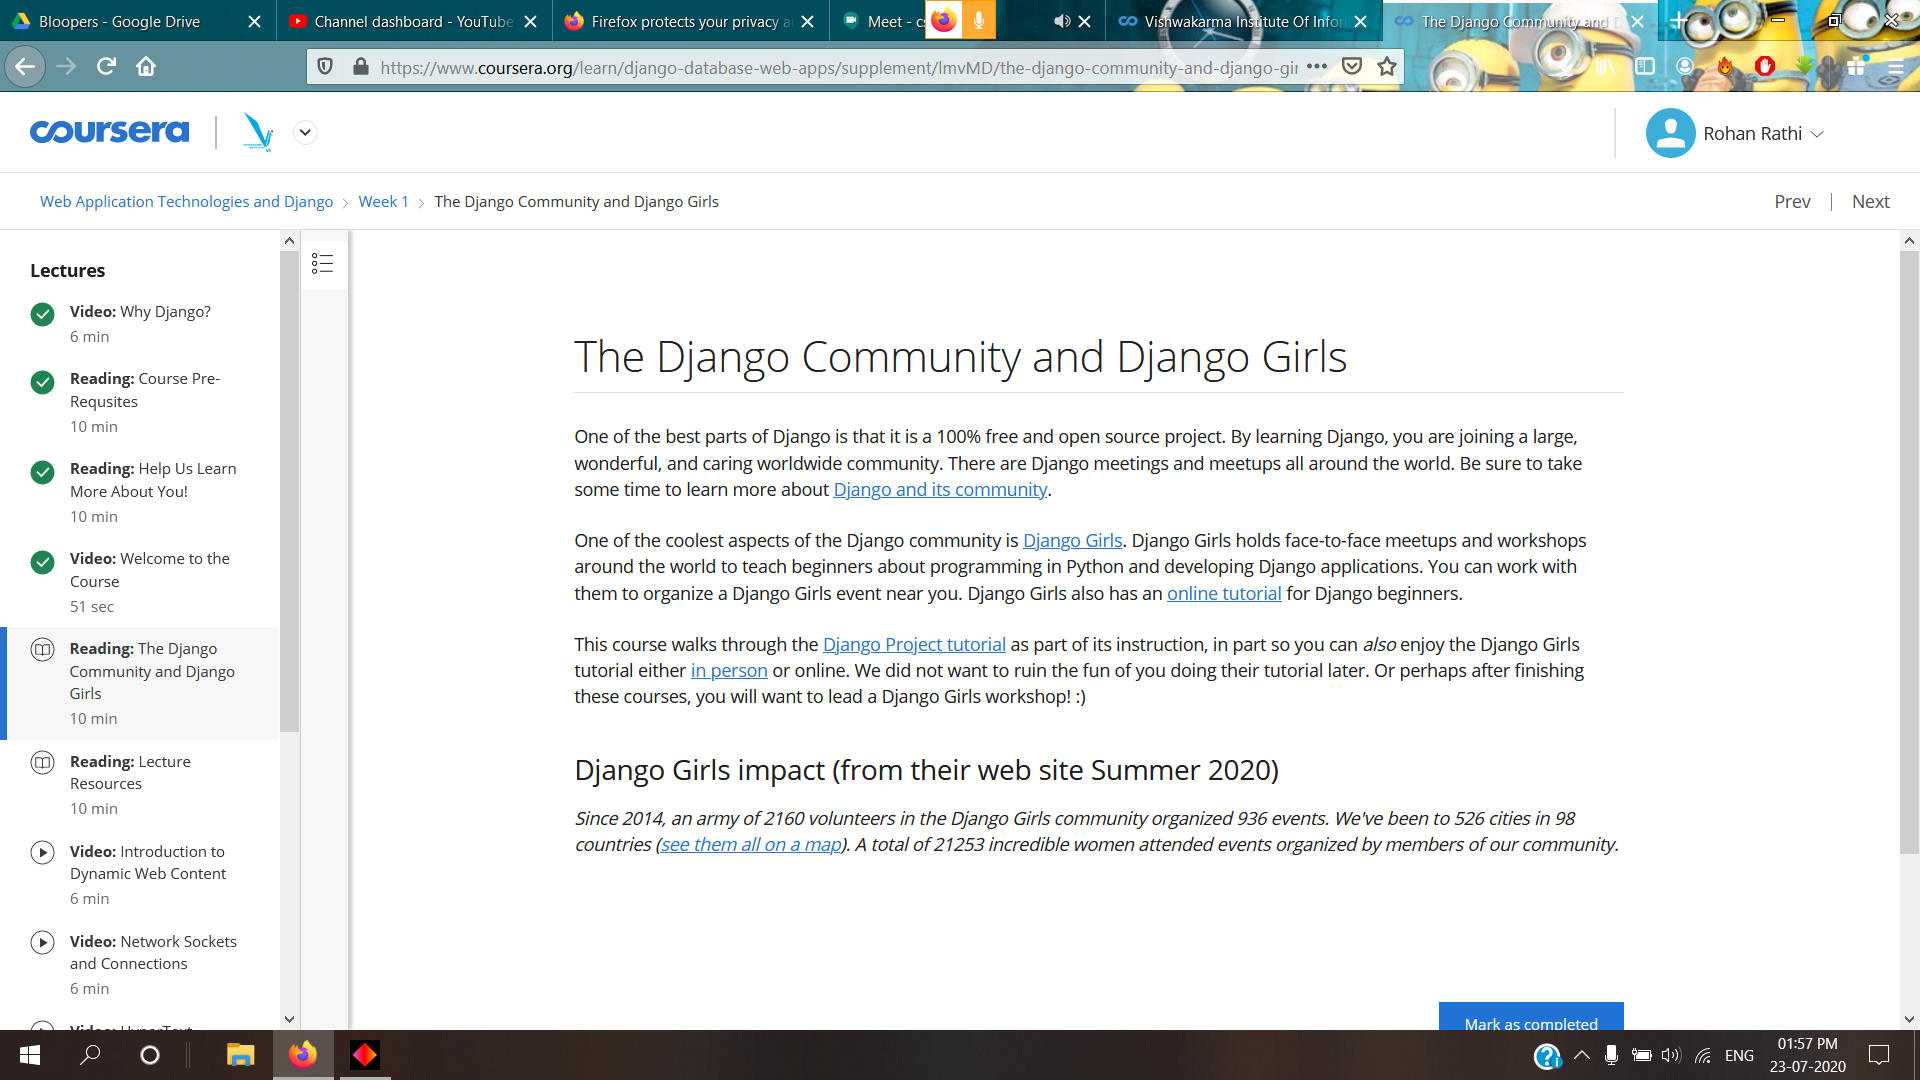 Bloopers - Google Drive
Channel dashboard - YouTube
Firefox protects your privacy a
Meet - c
Vishwakarma Institute Of Infor
The Django Community and D
https://www.coursera.org/learn/django-database-web-apps/supplement/lmvMD/the-django-community-and-django-gir
coursera
Rohan Rathi
Web Application Technologies and Django
Week 1
The Django Community and Django Girls
Prev
Next
Lectures
Video: Why Django?
6 min
Reading: Course Pre-
Requsites
10 min
Reading: Help Us Learn
More About You!
10 min
Video: Welcome to the
Course
51 sec
Reading: The Django
Community and Django
Girls
10 min
Reading: Lecture
Resources
10 min
Video: Introduction to
Dynamic Web Content
6 min
Video: Network Sockets
and Connections
6 min
Video: HyperText
The Django Community and Django Girls
One of the best parts of Django is that it is a 100% free and open source project. By learning Django, you are joining a large,
wonderful, and caring worldwide community. There are Django meetings and meetups all around the world. Be sure to take
some time to learn more about Django and its community.
One of the coolest aspects of the Django community is Django Girls. Django Girls holds face-to-face meetups and workshops
around the world to teach beginners about programming in Python and developing Django applications. You can work with
them to organize a Django Girls event near you. Django Girls also has an online tutorial for Django beginners.
This course walks through the Django Project tutorial as part of its instruction, in part so you can also enjoy the Django Girls
tutorial either in person or online. We did not want to ruin the fun of you doing their tutorial later. Or perhaps after finishing
these courses, you will want to lead a Django Girls workshop! :)
Django Girls impact (from their web site Summer 2020)
Since 2014, an army of 2160 volunteers in the Django Girls community organized 936 events. We've been to 526 cities in 98
countries (see them all on a map). A total of 21253 incredible women attended events organized by members of our community.
Mark as completed
ENG
01:57 PM
23-07-2020